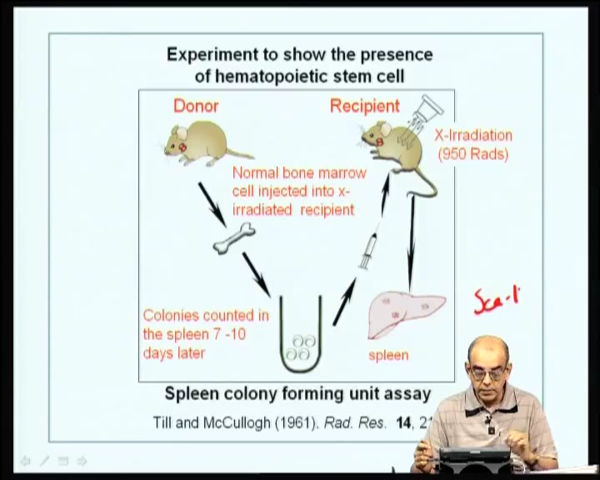 Experiment to show the presence
of hematopoietic stem cell
Donor
Recipient
X-Irradiation
(950 Rads)
Normal bone marrow
cell injected into x-
irradiated recipient
Colonies counted in
the spleen 7 -10
days later
spleen
Sca-1
Spleen colony forming unit assay
Till and McCullogh (1961). Rad. Res. 14,